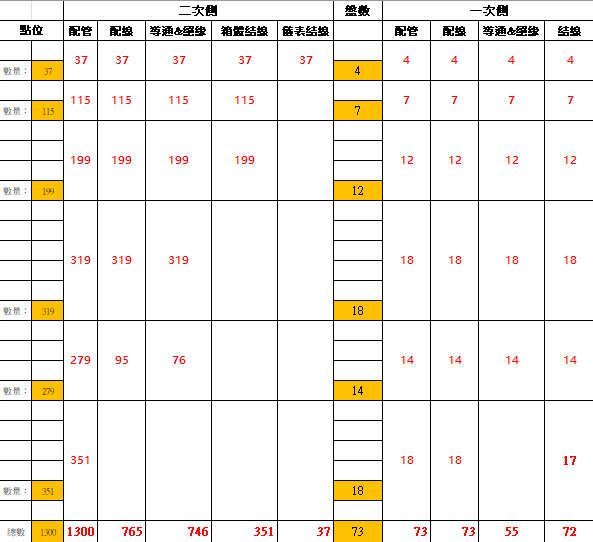 二次側 盤數 一次側
點位 配管 配線 導通&絕緣 箱體結線 儀表結線 配管 配線 導通&絕緣 結線
37 37 37 37 37 4 4 4 4
數量： 37 4
115 115 115 115 7 7 7 7
數量： 115 7
199 199 199 199 12 12 12 12
數量： 199 12
319 319 319 18 18 18 18
數量： 319 18
279 95 76 14 14 14 14
數量： 279 14
351 18 18 17
數量： 351 18
總數 1300 1300 765 746 351 37 73 73 73 55 72